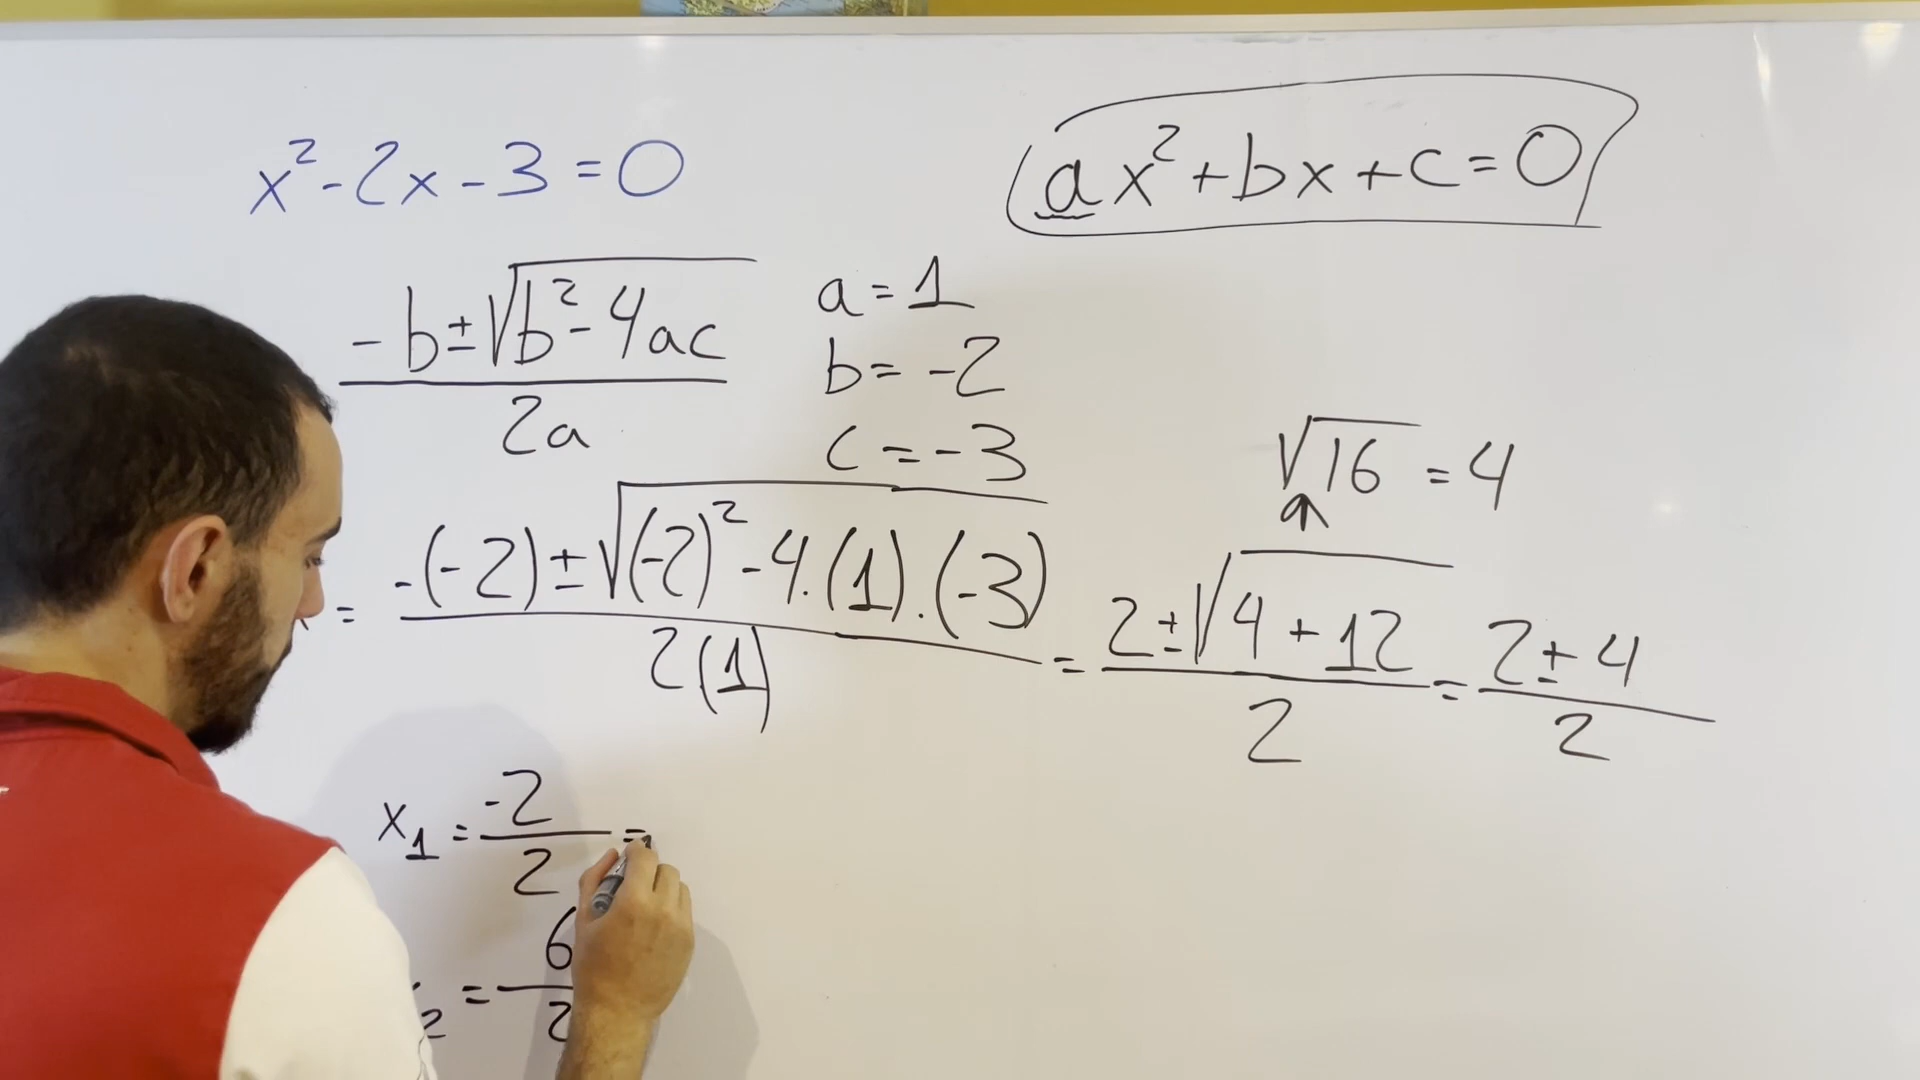 x² - 2x - 3 = 0
ax² + bx + c = 0
-b ± √(b² - 4ac)
2a
a = 1
b = -2
c = -3
√16 = 4
= -(-2) ± √((-2)² - 4.(1).(-3)) / 2(1) = 2 ± √(4 + 12) / 2 = 2 ± 4 / 2
x₁ = -2 / 2 =
₂ = 6 / 2